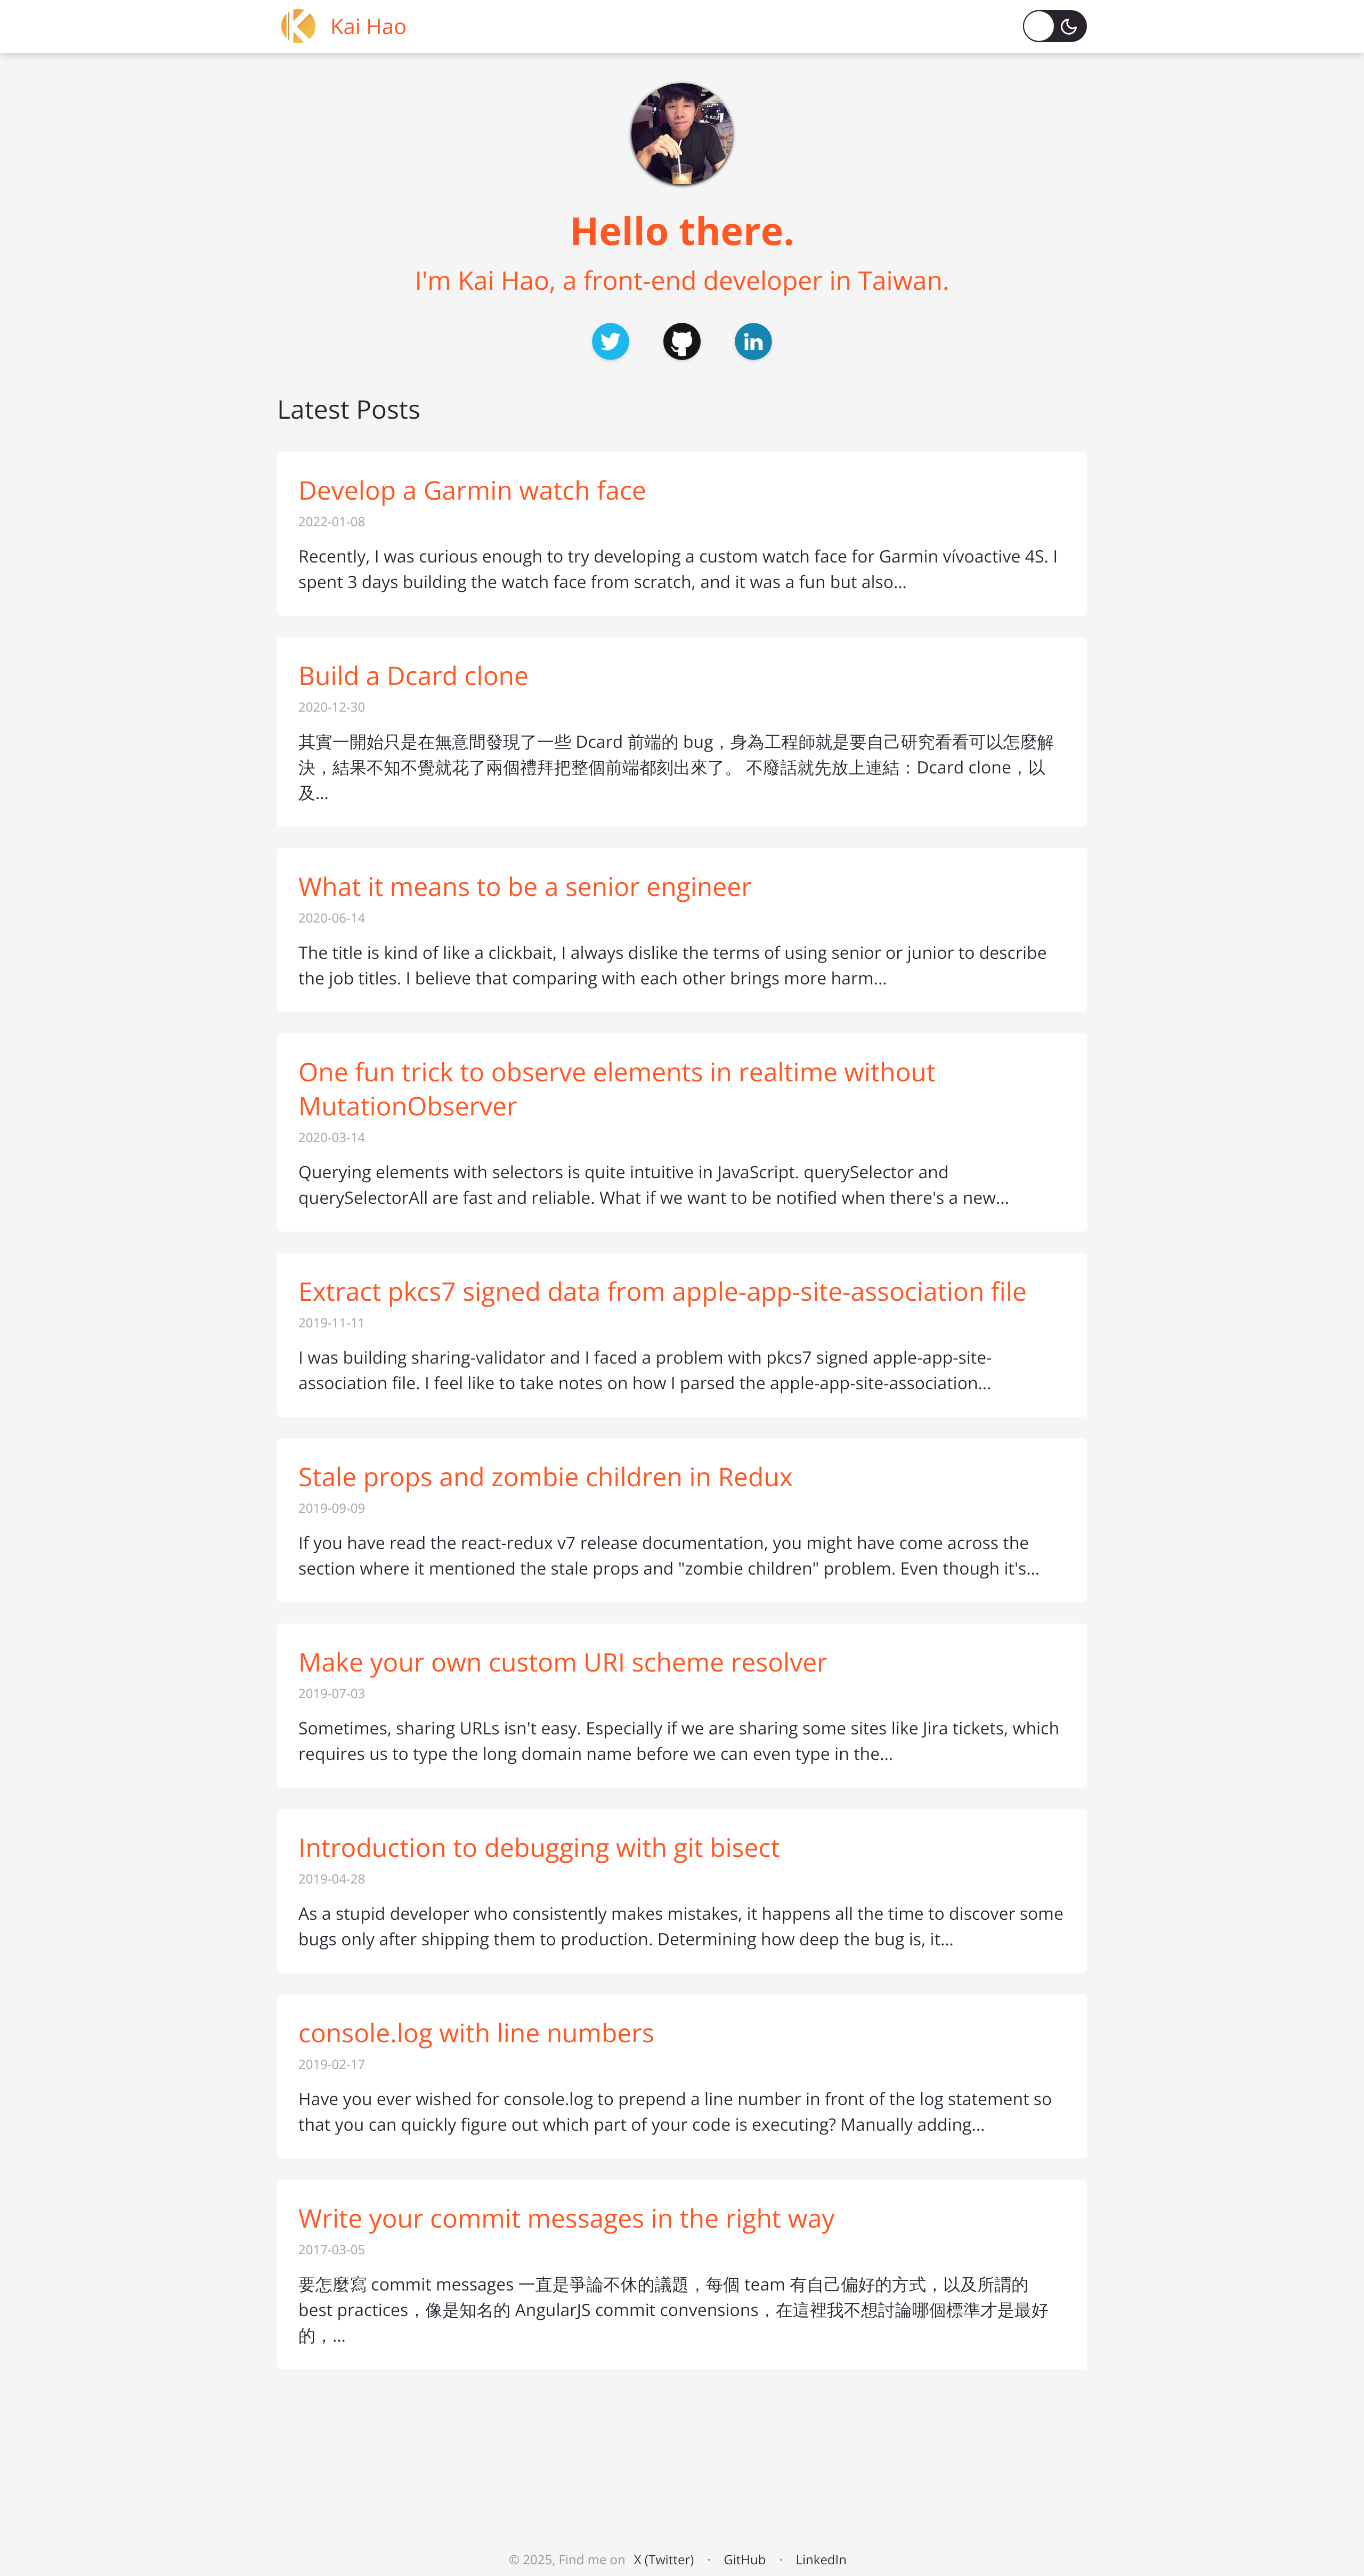 Kai Hao
Hello there.
I'm Kai Hao, a front-end developer in Taiwan.
Latest Posts
Develop a Garmin watch face
2022-01-08
Recently, I was curious enough to try developing a custom watch face for Garmin vívoactive 4S. I
spent 3 days building the watch face from scratch, and it was a fun but also...
Build a Dcard clone
2020-12-30
其實一開始只是在無意間發現了一些 Dcard 前端的 bug，身為工程師就是要自己研究看看可以怎麼解
決，結果不知不覺就花了兩個禮拜把整個前端都刻出來了。 不廢話就先放上連結：Dcard clone，以
及...
What it means to be a senior engineer
2020-06-14
The title is kind of like a clickbait, I always dislike the terms of using senior or junior to describe
the job titles. I believe that comparing with each other brings more harm...
One fun trick to observe elements in realtime without
MutationObserver
2020-03-14
Querying elements with selectors is quite intuitive in JavaScript. querySelector and
querySelectorAll are fast and reliable. What if we want to be notified when there's a new...
Extract pkcs7 signed data from apple-app-site-association file
2019-11-11
I was building sharing-validator and I faced a problem with pkcs7 signed apple-app-site-
association file. I feel like to take notes on how I parsed the apple-app-site-association...
Stale props and zombie children in Redux
2019-09-09
If you have read the react-redux v7 release documentation, you might have come across the
section where it mentioned the stale props and "zombie children" problem. Even though it's...
Make your own custom URI scheme resolver
2019-07-03
Sometimes, sharing URLs isn't easy. Especially if we are sharing some sites like Jira tickets, which
requires us to type the long domain name before we can even type in the...
Introduction to debugging with git bisect
2019-04-28
As a stupid developer who consistently makes mistakes, it happens all the time to discover some
bugs only after shipping them to production. Determining how deep the bug is, it...
console.log with line numbers
2019-02-17
Have you ever wished for console.log to prepend a line number in front of the log statement so
that you can quickly figure out which part of your code is executing? Manually adding...
Write your commit messages in the right way
2017-03-05
要怎麼寫 commit messages 一直是爭論不休的議題，每個 team 有自己偏好的方式，以及所謂的
best practices，像是知名的 AngularJS commit convensions，在這裡我不想討論哪個標準才是最好
的，...
© 2025, Find me on X (Twitter) · GitHub · LinkedIn